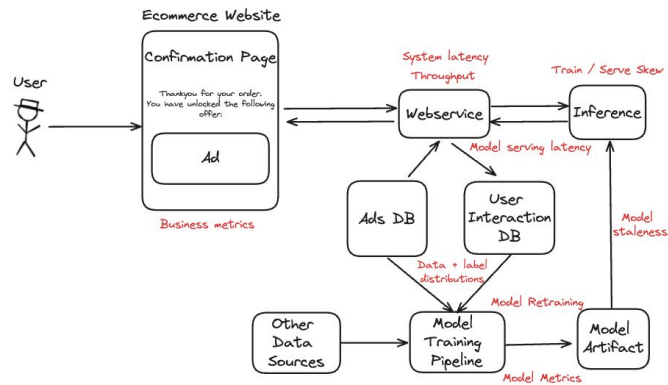 Ecommerce Website
Confirmation Page
Thankyou for your order.
You have unlocked the following
offer:
Ad
Business metrics
User
System latency
Throughput
Webservice
Train / Serve Skew
Inference
Model serving latency
Ads DB
User
Interaction
DB
Model
staleness
Data + label
distributions
Model Retraining
Other
Data
Sources
Model
Training
Pipeline
Model
Artifact
Model Metrics